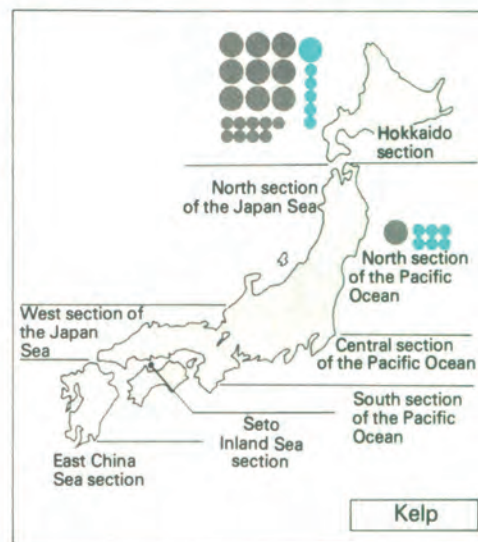 Hokkaido
section
North section
of the Japan Sea
North section
of the Pacific
Ocean
West section of
the Japan
Sea
Central section
of the Pacific Ocean
South section
of the Pacific
Ocean
Seto
Inland Sea
section
East China
Sea section
Kelp